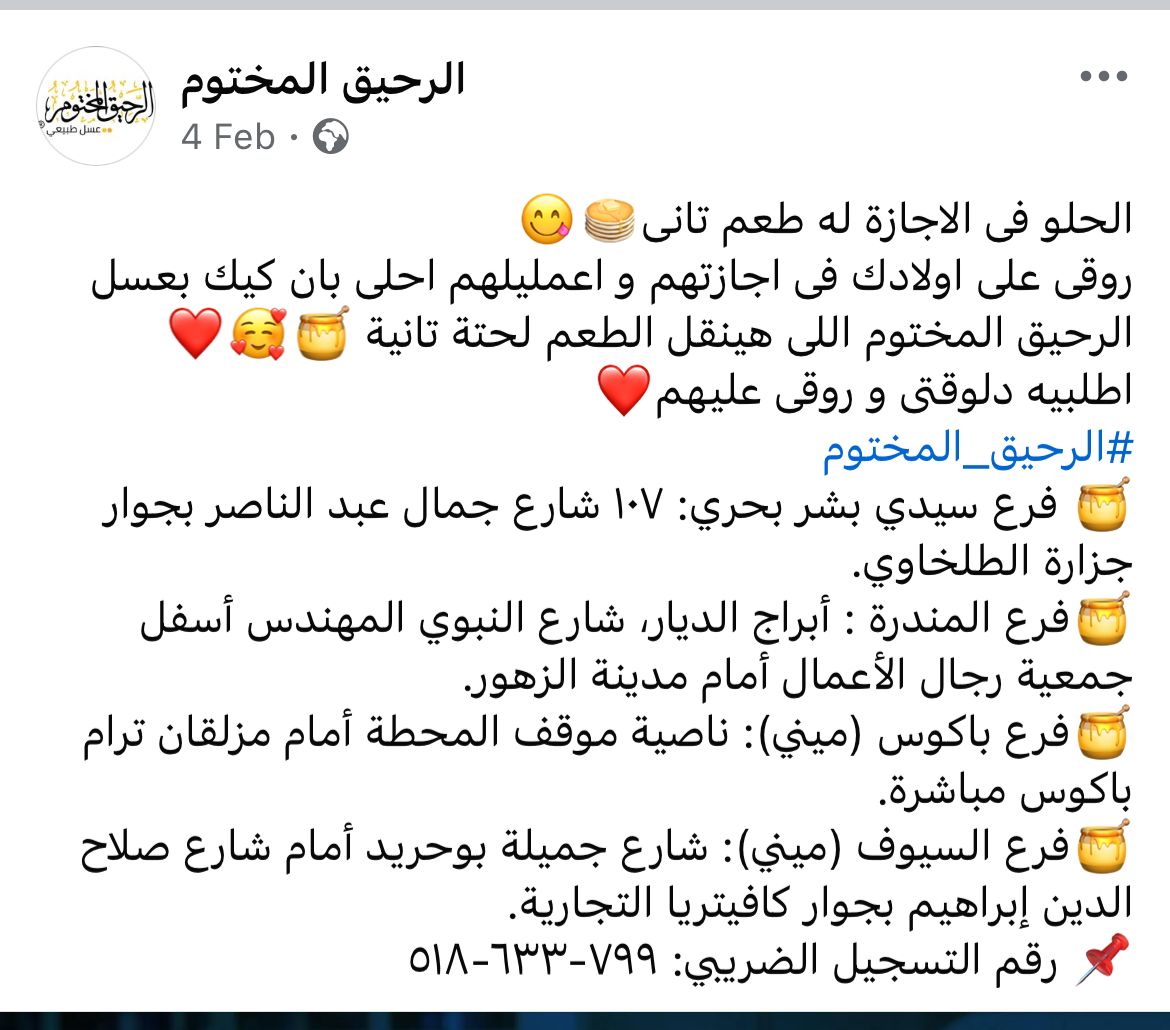 الرحيق المختوم
عسل طبيعي
الرحيق المختوم
4 Feb ·
الحلو فى الاجازة له طعم تانى🥞😋
روقى على اولادك فى اجازتهم و اعمليلهم احلى بان كيك بعسل
الرحيق المختوم اللى هينقل الطعم لحتة تانية 🍯🥰❤️
اطلبيه دلوقتى و روقى عليهم❤️
#الرحيق_المختوم
🍯 فرع سيدي بشر بحري: ١٠٧ شارع جمال عبد الناصر بجوار
جزارة الطلخاوي.
🍯فرع المندرة : أبراج الديار، شارع النبوي المهندس أسفل
جمعية رجال الأعمال أمام مدينة الزهور.
🍯فرع باكوس (ميني): ناصية موقف المحطة أمام مزلقان ترام
باكوس مباشرة.
🍯فرع السيوف (ميني): شارع جميلة بوحريد أمام شارع صلاح
الدين إبراهيم بجوار كافيتريا التجارية.
📌 رقم التسجيل الضريبي: ٧٩٩-٦٣٣-٥١٨